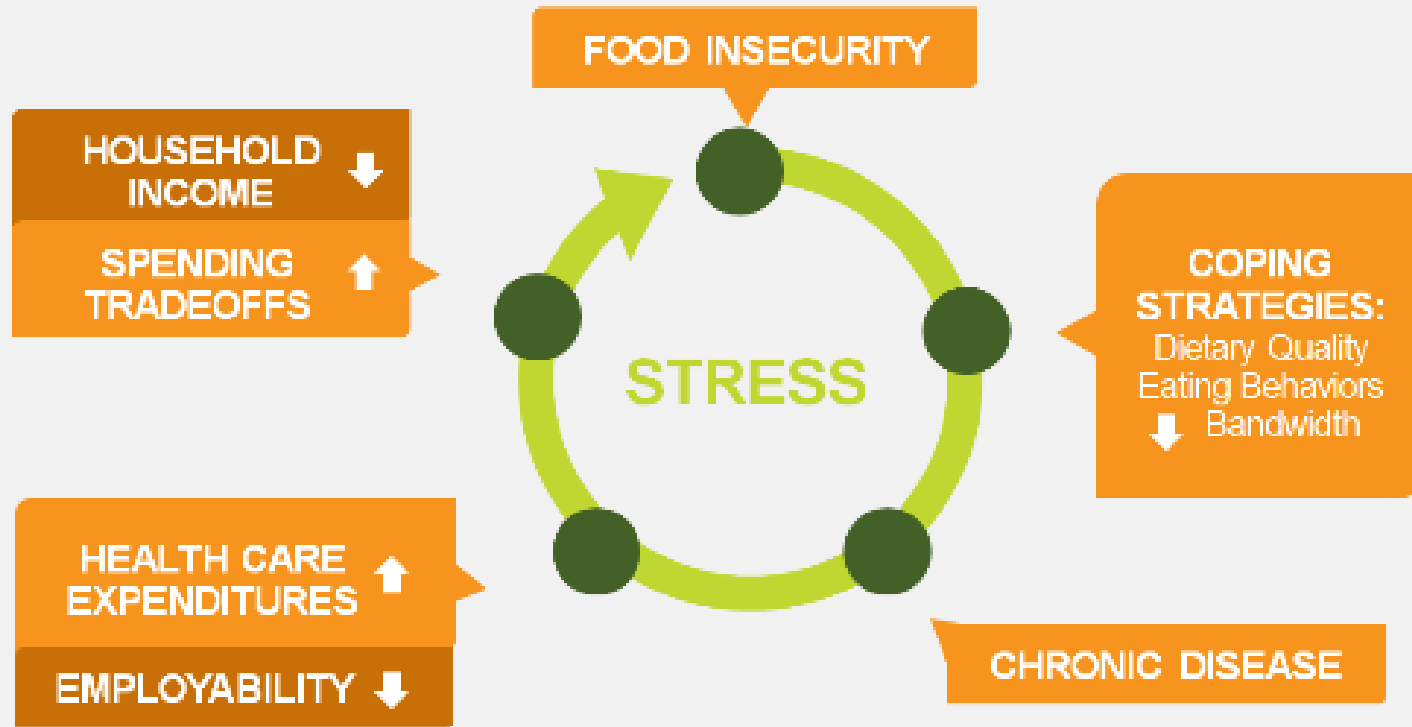 FOOD INSECURITY
HOUSEHOLD
INCOME
SPENDING
TRADEOFFS
COPING
STRATEGIES:
Dietary Quality
Eating Behaviors
Bandwidth
STRESS
HEALTH CARE
EXPENDITURES
EMPLOYABILITY
CHRONIC DISEASE